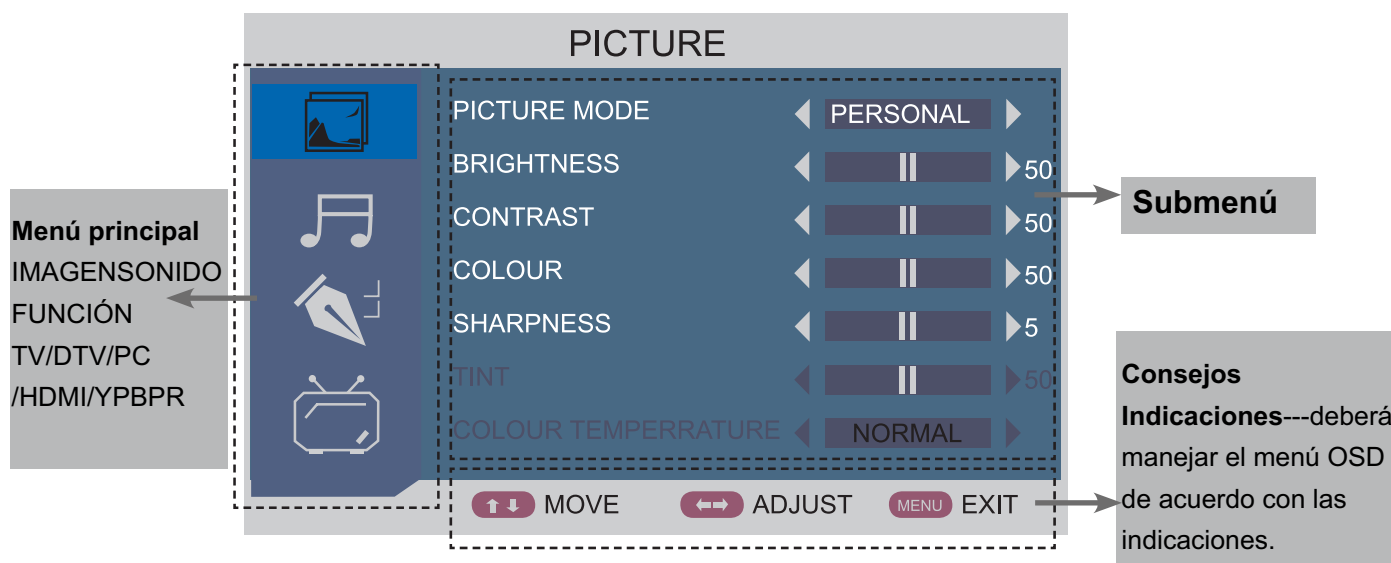 PICTURE
PICTURE MODE PERSONAL
BRIGHTNESS 50
CONTRAST 50
COLOUR 50
SHARPNESS 5
TINT 50
COLOUR TEMPERRATURE NORMAL
MOVE ADJUST MENU EXIT
Menú principal
IMAGENSONIDO
FUNCIÓN
TV/DTV/PC
/HDMI/YPBPR
Submenú
Consejos
Indicaciones---deberá
manejar el menú OSD
de acuerdo con las
indicaciones.